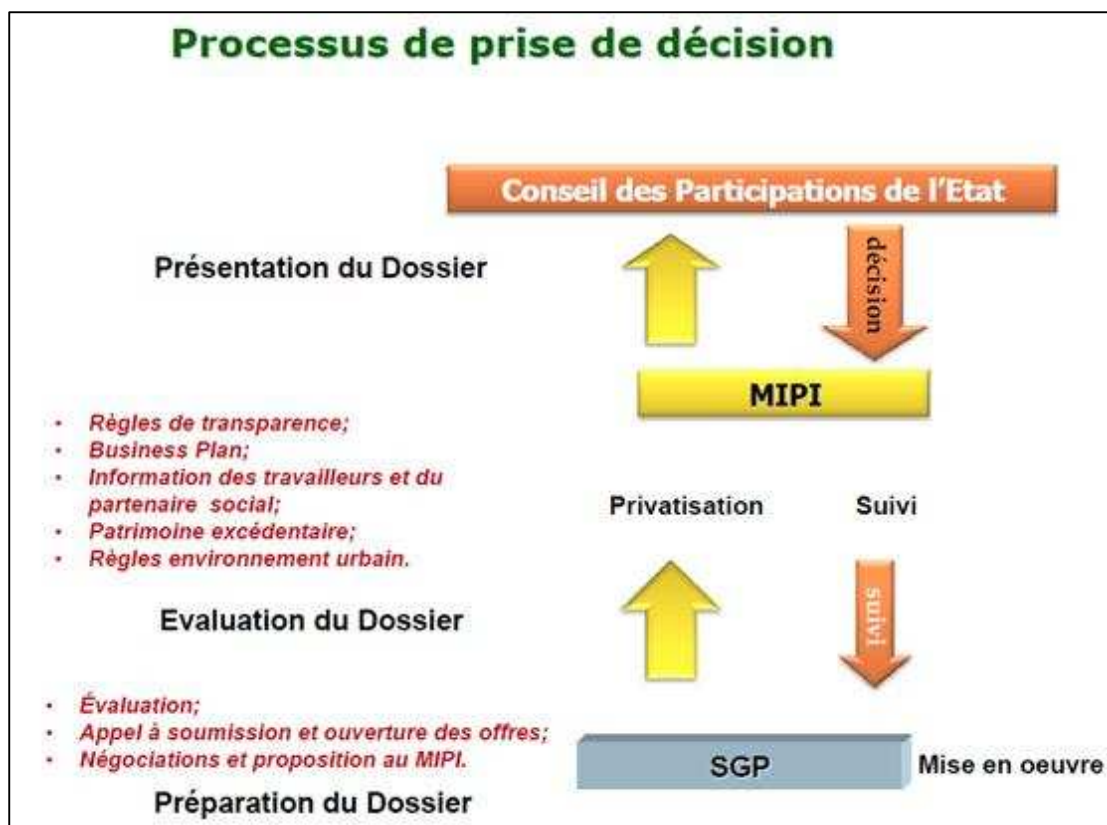 Processus de prise de décision
Conseil des Participations de l'Etat
Présentation du Dossier
décision
MIPI
• Règles de transparence;
• Business Plan;
• Information des travailleurs et du
partenaire social;
• Patrimoine excédentaire;
• Règles environnement urbain.
Privatisation
Suivi
Evaluation du Dossier
suivi
• Évaluation;
• Appel à soumission et ouverture des offres;
• Négociations et proposition au MIPI.
SGP
Mise en oeuvre
Préparation du Dossier